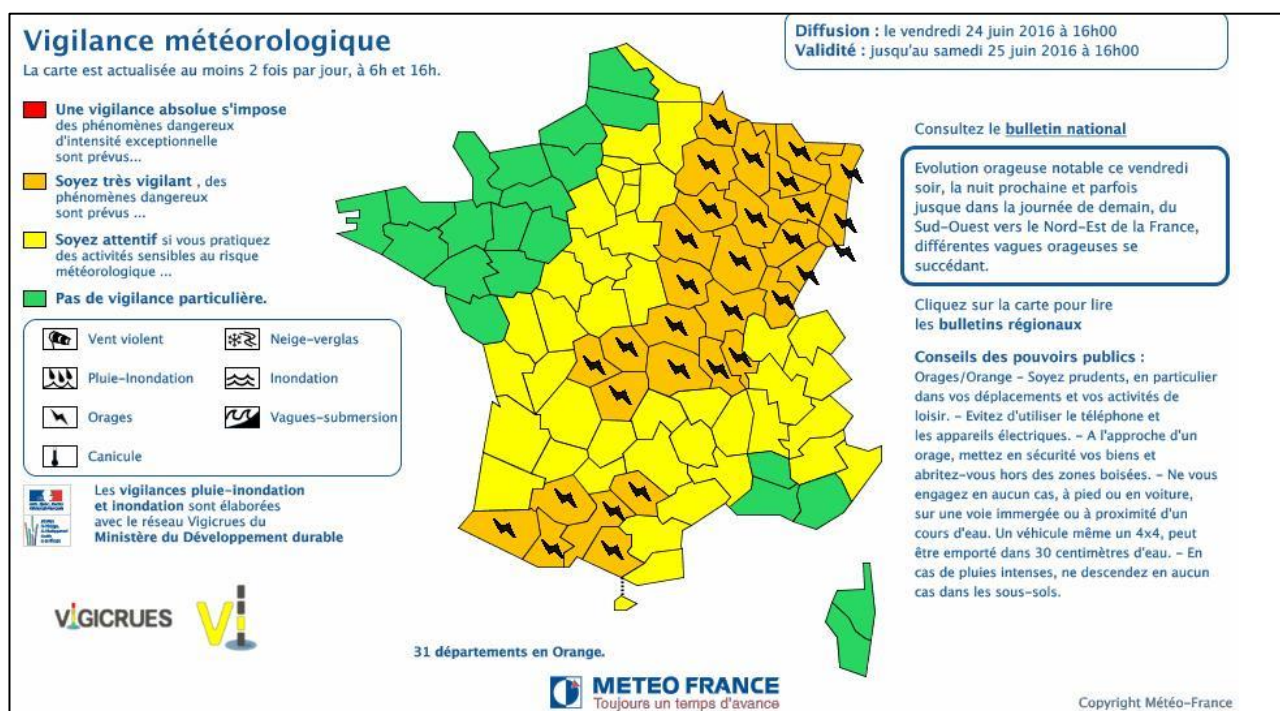 Vigilance météorologique
La carte est actualisée au moins 2 fois par jour, à 6h et 16h.
Diffusion : le vendredi 24 juin 2016 à 16h00
Validité : jusqu'au samedi 25 juin 2016 à 16h00
Une vigilance absolue s'impose
des phénomènes dangereux
d'intensité exceptionnelle
sont prévus...
Soyez très vigilant , des
phénomènes dangereux
sont prévus ...
Soyez attentif si vous pratiquez
des activités sensibles au risque
météorologique ...
Pas de vigilance particulière.
Vent violent
Neige-verglas
Pluie-Inondation
Inondation
Orages
Vagues-submersion
Canicule
Les vigilances pluie-inondation
et inondation sont élaborées
avec le réseau Vigicrues du
Ministère du Développement durable
VIGICRUES
Vi
31 départements en Orange.
METEO FRANCE
Toujours un temps d'avance
Consultez le bulletin national
Evolution orageuse notable ce vendredi
soir, la nuit prochaine et parfois
jusque dans la journée de demain, du
Sud-Ouest vers le Nord-Est de la France,
différentes vagues orageuses se
succédant.
Cliquez sur la carte pour lire
les bulletins régionaux
Conseils des pouvoirs publics :
Orages/Orange – Soyez prudents, en particulier
dans vos déplacements et vos activités de
loisir. – Evitez d'utiliser le téléphone et
les appareils électriques. – A l'approche d'un
orage, mettez en sécurité vos biens et
abritez-vous hors des zones boisées. – Ne vous
engagez en aucun cas, à pied ou en voiture,
sur une voie immergée ou à proximité d'un
cours d'eau. Un véhicule même un 4x4, peut
être emporté dans 30 centimètres d'eau. – En
cas de pluies intenses, ne descendez en aucun
cas dans les sous-sols.
Copyright Météo-France